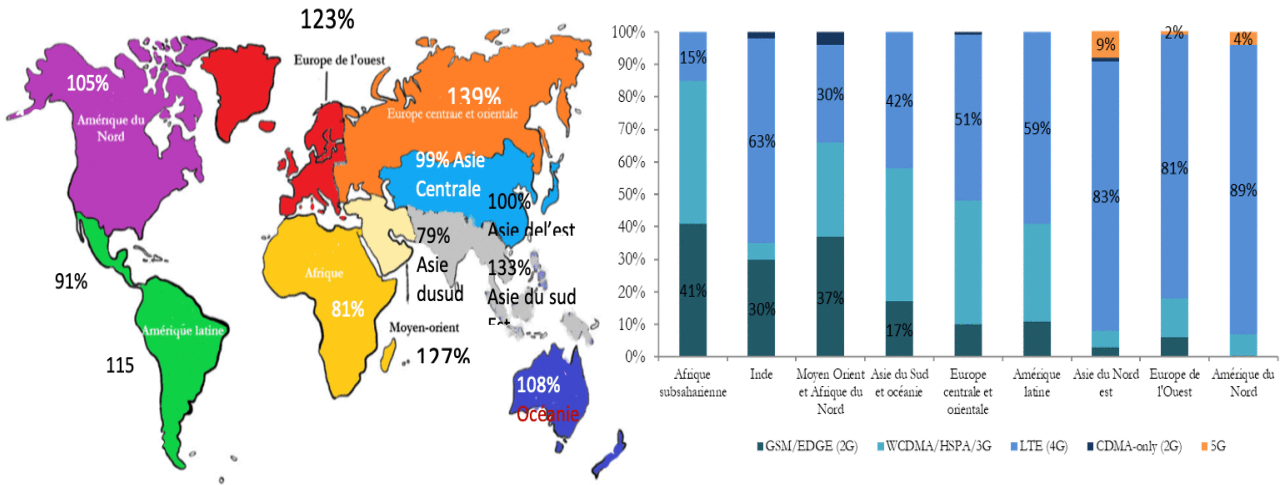 123%
Europe de l'ouest
105%
Amérique du
Nord
139%
Europe centrale et orientale
99% Asie
Centrale
100%
Asie del'est
79%
Asie
dusud
133%
Asie du sud
Est
91%
Afrique
81%
Amérique latine
115
Moyen-orient
127%
108%
Océanie
100%
90%
80%
70%
60%
50%
40%
30%
20%
10%
0%
15%
41%
63%
30%
30%
37%
42%
17%
51%
59%
9%
83%
2%
81%
4%
89%
Afrique
subsaharienne
Inde
Moyen Orient
et Afrique du
Nord
Asie du Sud
et océanie
Europe
centrale et
orientale
Amérique
latine
Asie du Nord
est
Europe de
l'Ouest
Amérique du
Nord
GSM/EDGE (2G) WCDMA/HSPA/3G LTE (4G) CDMA-only (2G) 5G